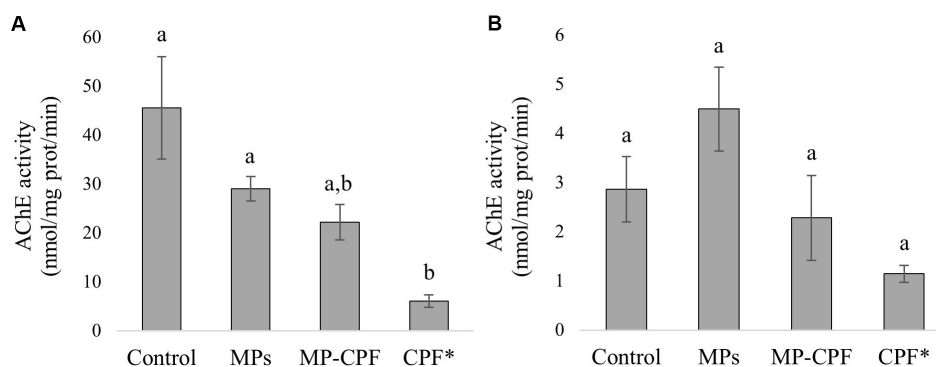 A
AChE activity
(nmol/mg prot/min)
60
50
40
30
20
10
0
a
a
a,b
b
Control MPs MP-CPF CPF*
B
AChE activity
(nmol/mg prot/min)
6
5
4
3
2
1
0
a
a
a
a
Control MPs MP-CPF CPF*